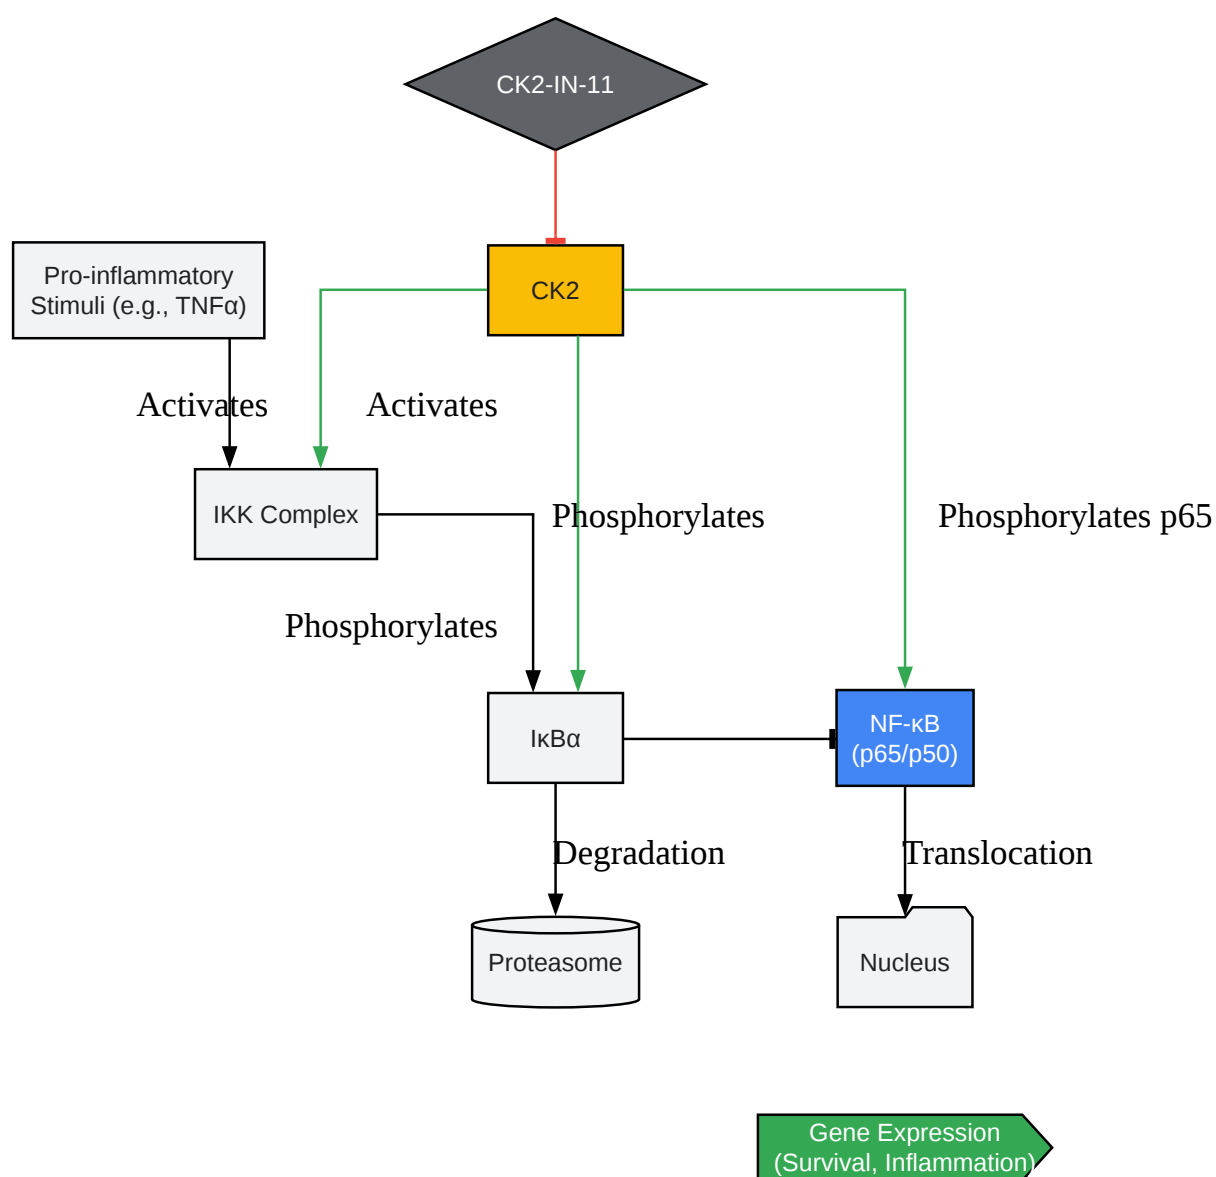 CK2-IN-11
Pro-inflammatory
Stimuli (e.g., TNFα)
CK2
Activates
Activates
IKK Complex
Phosphorylates
Phosphorylates p65
Phosphorylates
IκBα
NF-κB
(p65/p50)
Degradation
Translocation
Proteasome
Nucleus
Gene Expression
(Survival, Inflammation)